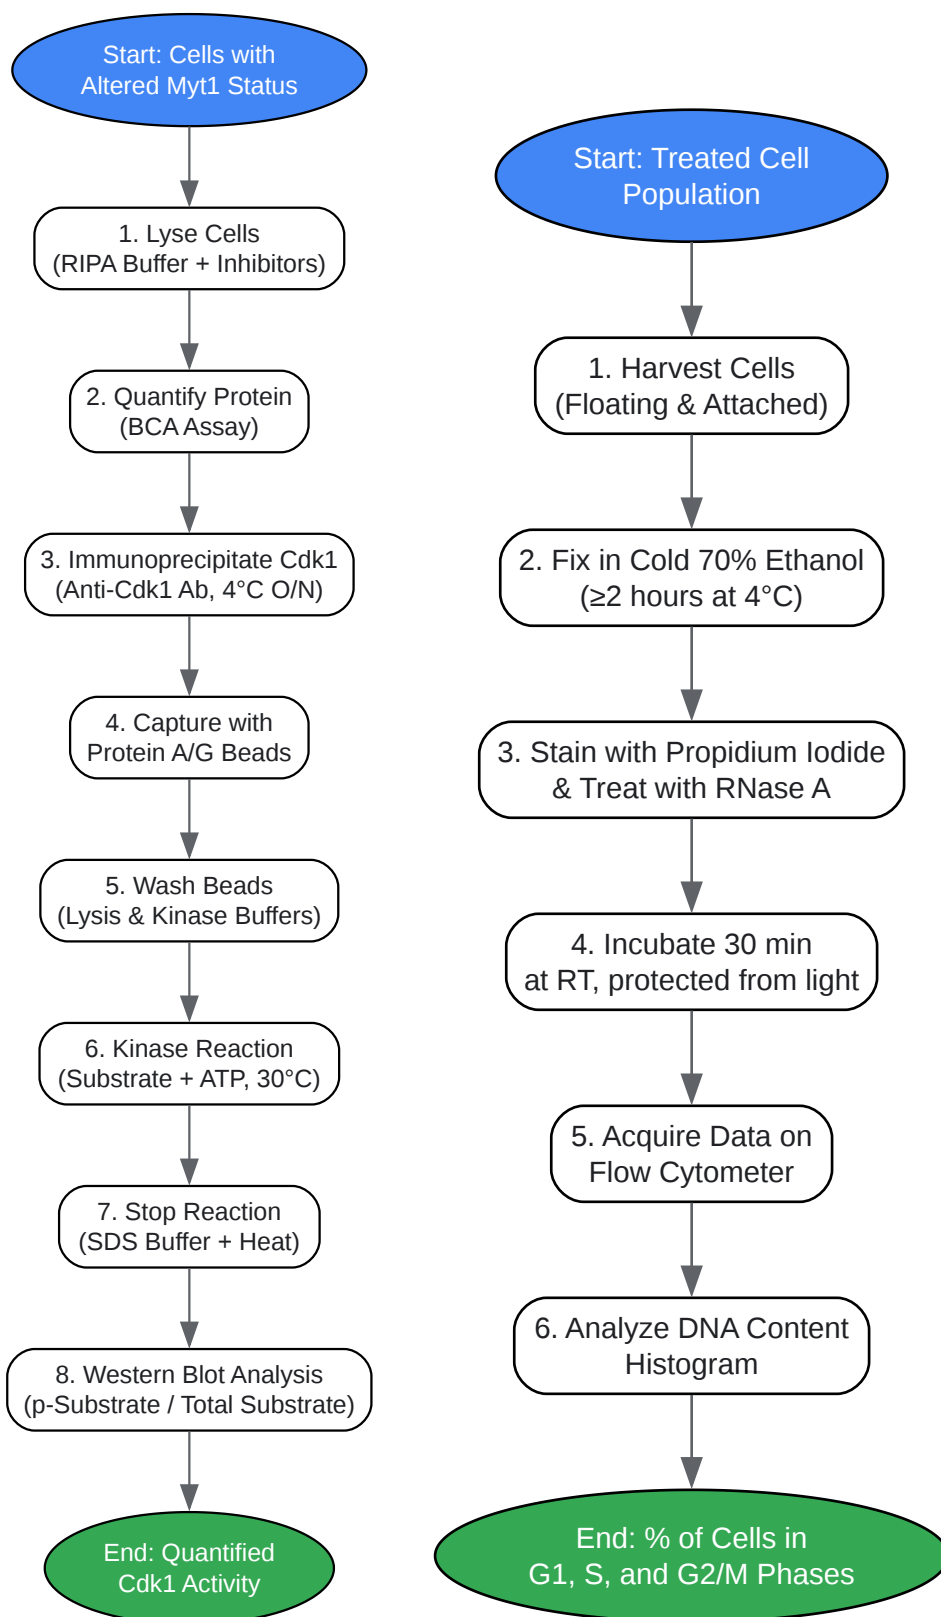 Start: Cells with
Altered Myt1 Status
1. Lyse Cells
(RIPA Buffer + Inhibitors)
2. Quantify Protein
(BCA Assay)
3. Immunoprecipitate Cdk1
(Anti-Cdk1 Ab, 4°C O/N)
4. Capture with
Protein A/G Beads
5. Wash Beads
(Lysis & Kinase Buffers)
6. Kinase Reaction
(Substrate + ATP, 30°C)
7. Stop Reaction
(SDS Buffer + Heat)
8. Western Blot Analysis
(p-Substrate / Total Substrate)
End: Quantified
Cdk1 Activity
Start: Treated Cell
Population
1. Harvest Cells
(Floating & Attached)
2. Fix in Cold 70% Ethanol
(≥2 hours at 4°C)
3. Stain with Propidium Iodide
& Treat with RNase A
4. Incubate 30 min
at RT, protected from light
5. Acquire Data on
Flow Cytometer
6. Analyze DNA Content
Histogram
End: % of Cells in
G1, S, and G2/M Phases